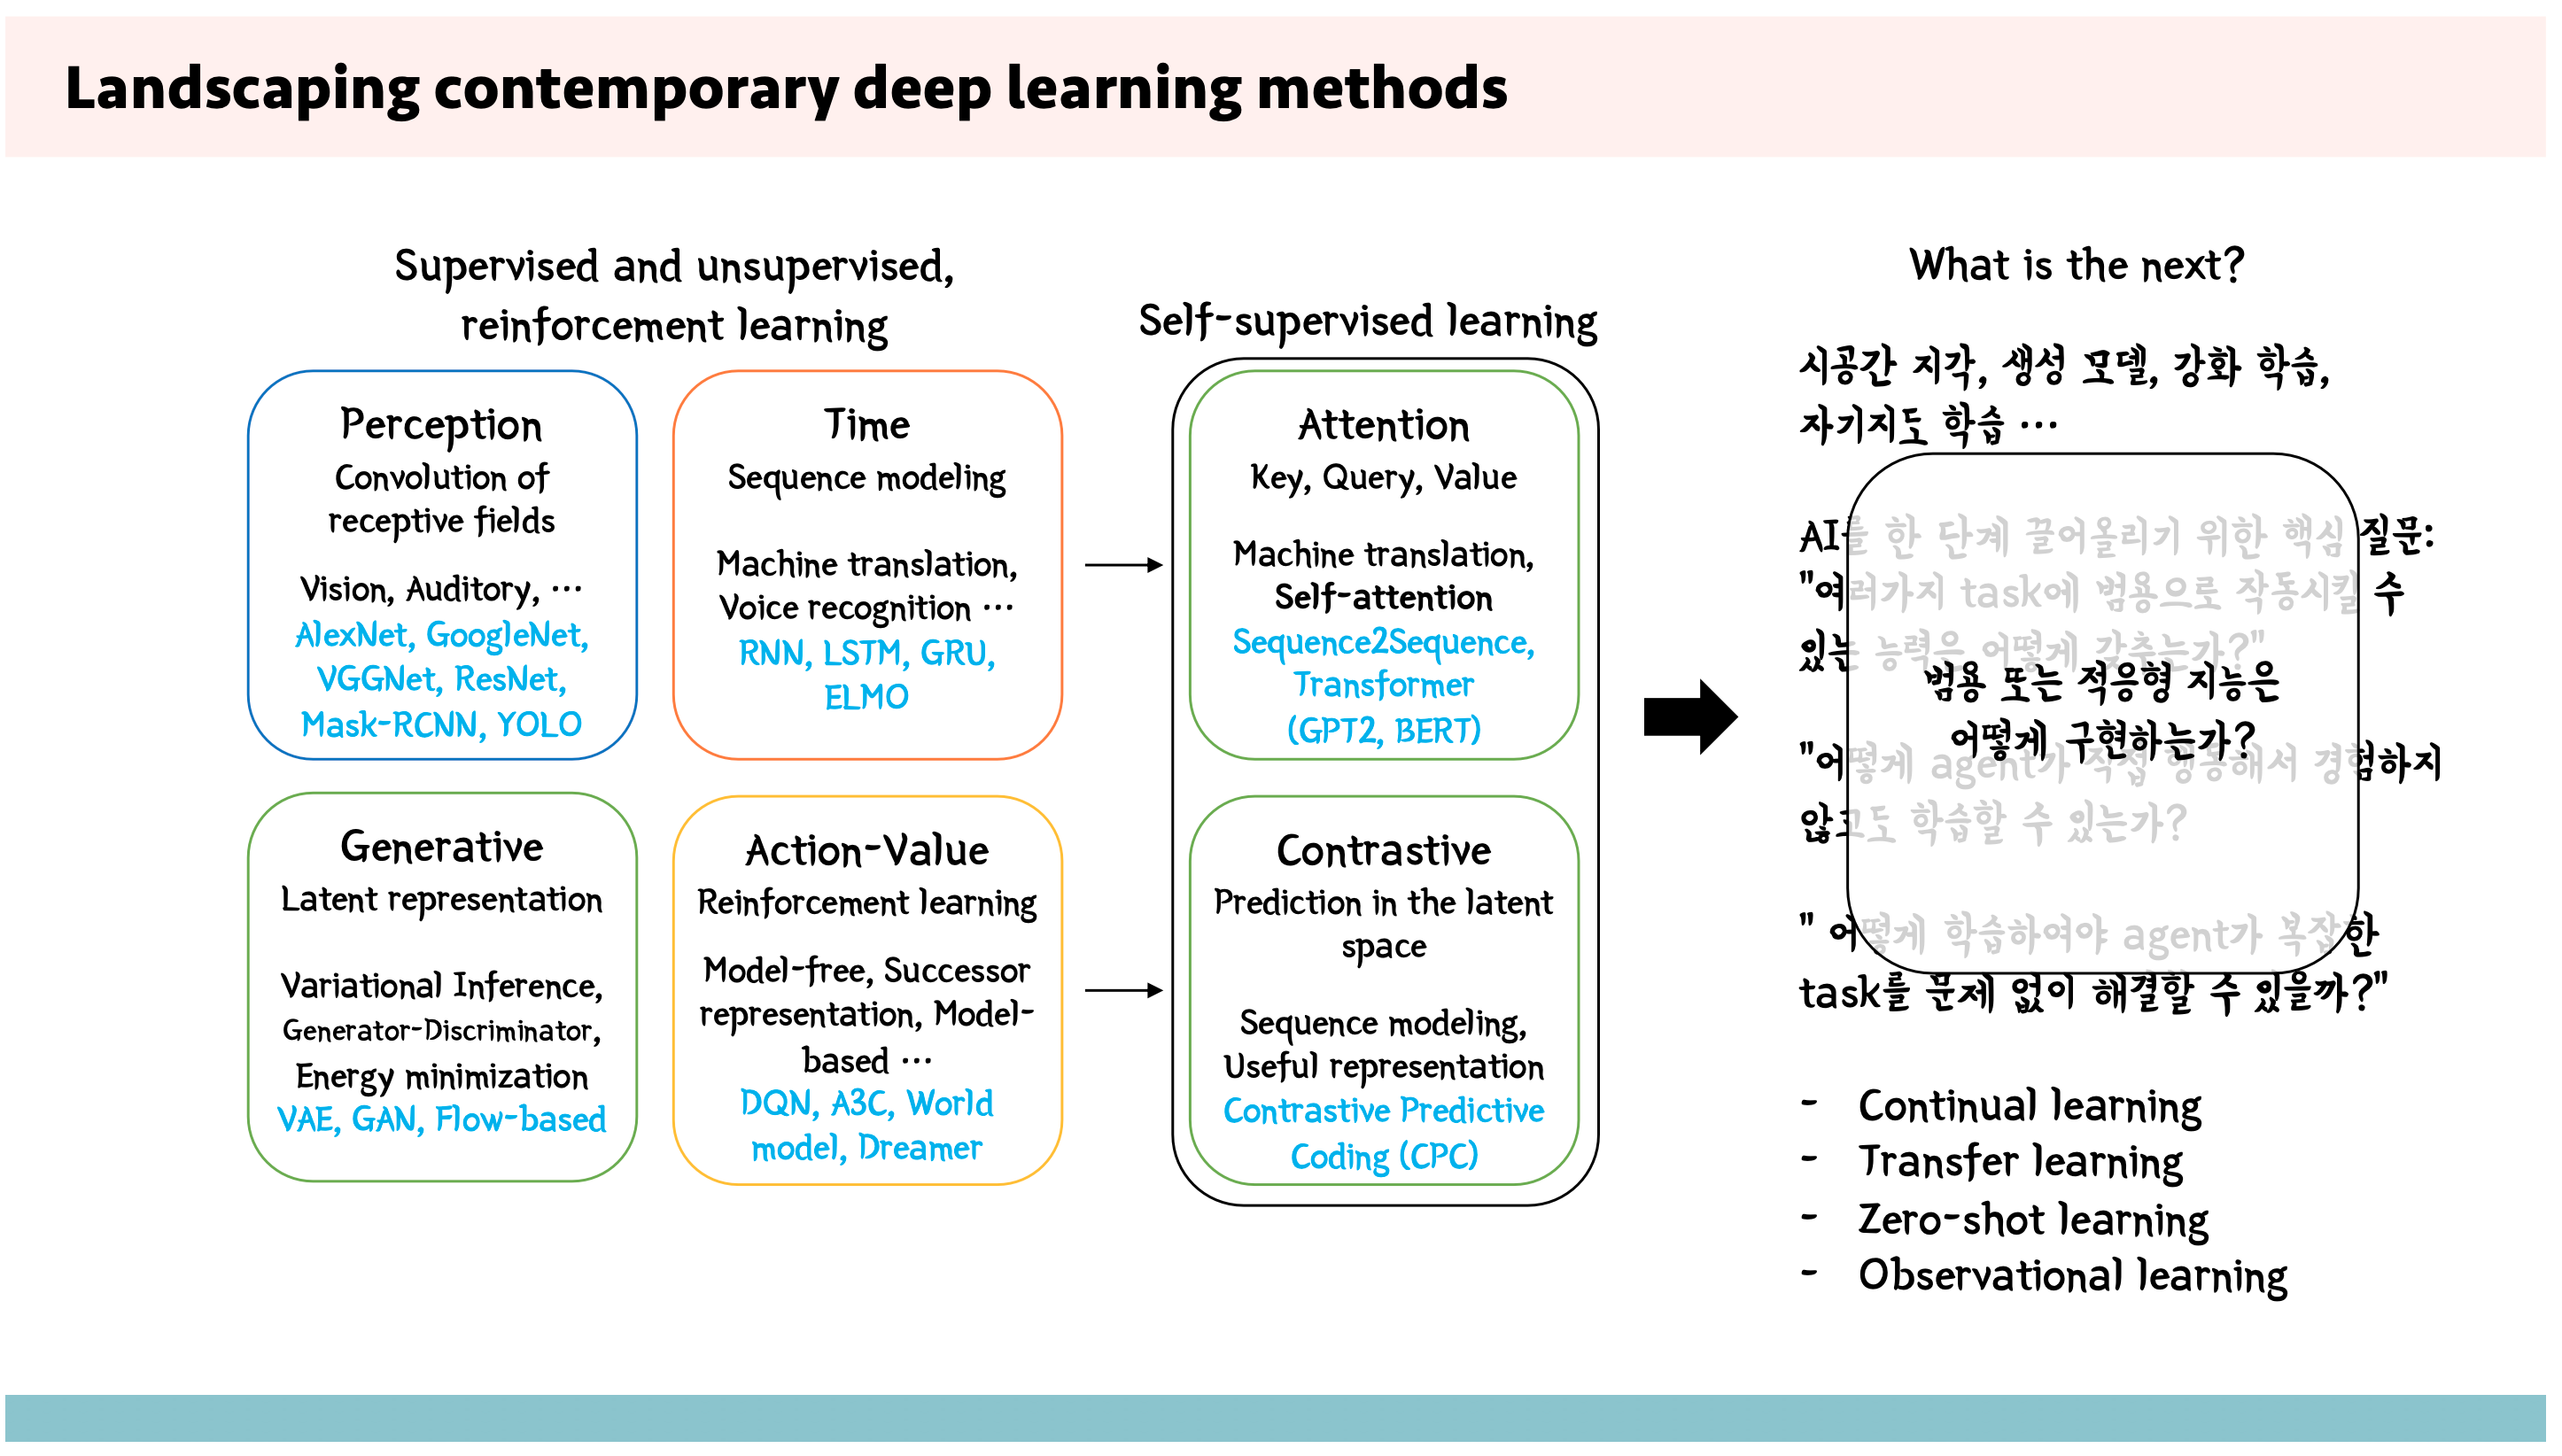 Landscaping contemporary deep learning methods
Supervised and unsupervised,
reinforcement learning
Perception
Convolution of
receptive fields
Vision, Auditory, ⋯
AlexNet, GoogleNet,
VGGNet, ResNet,
Mask-RCNN, YOLO
Time
Sequence modeling
Machine translation,
Voice recognition ⋯
RNN, LSTM, GRU,
ELMO
Generative
Latent representation
Variational Inference,
Generator-Discriminator,
Energy minimization
VAE, GAN, Flow-based
Action-Value
Reinforcement learning
Model-free, Successor
representation, Model-
based ⋯
DQN, A3C, World
model, Dreamer
Self-supervised learning
Attention
Key, Query, Value
Machine translation,
Self-attention
Sequence2Sequence,
Transformer
(GPT2, BERT)
Contrastive
Prediction in the latent
space
Sequence modeling,
Useful representation
Contrastive Predictive
Coding (CPC)
What is the next?
시공간 지각, 생성 모델, 강화 학습,
자기지도 학습 ⋯
AI를 한 단계 끌어올리기 위한 핵심 질문:
"여러가지 task에 범용으로 작동시킬 수
있는 능력은 어떻게 갖추는가?"
범용 또는 적응형 지능은
어떻게 구현하는가?
"어떻게 agent가 직접 행동해서 경험하지
않고도 학습할 수 있는가?
" 어떻게 학습하여야 agent가 복잡한
task를 문제 없이 해결할 수 있을까?"
- Continual learning
- Transfer learning
- Zero-shot learning
- Observational learning